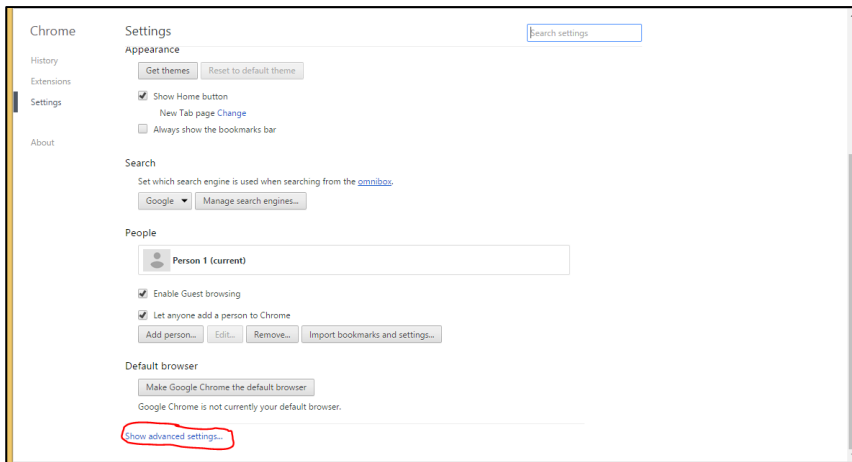 Chrome
Settings
Search settings
History
Extensions
Settings
About
Appearance
Get themes Reset to default theme
Show Home button
New Tab page Change
Always show the bookmarks bar
Search
Set which search engine is used when searching from the omnibox.
Google Manage search engines...
People
Person 1 (current)
Enable Guest browsing
Let anyone add a person to Chrome
Add person... Edit... Remove... Import bookmarks and settings...
Default browser
Make Google Chrome the default browser
Google Chrome is not currently your default browser.
Show advanced settings...